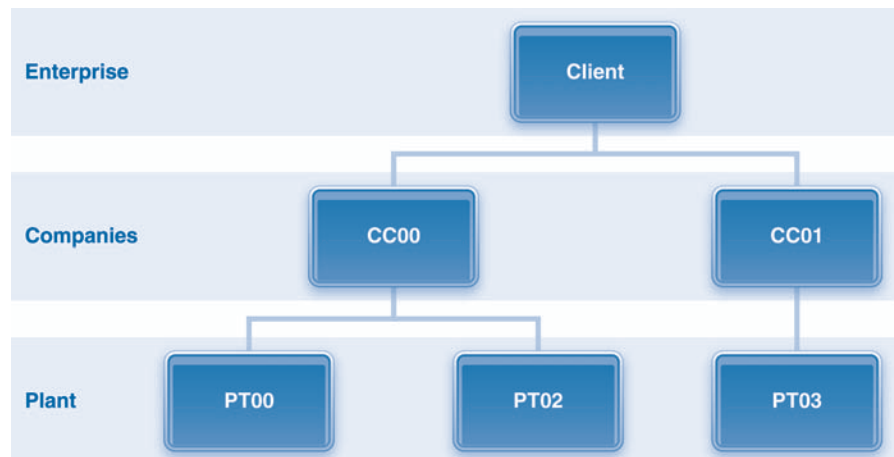 Enterprise
Client
Companies
CC00
CC01
Plant
PT00
PT02
PT03